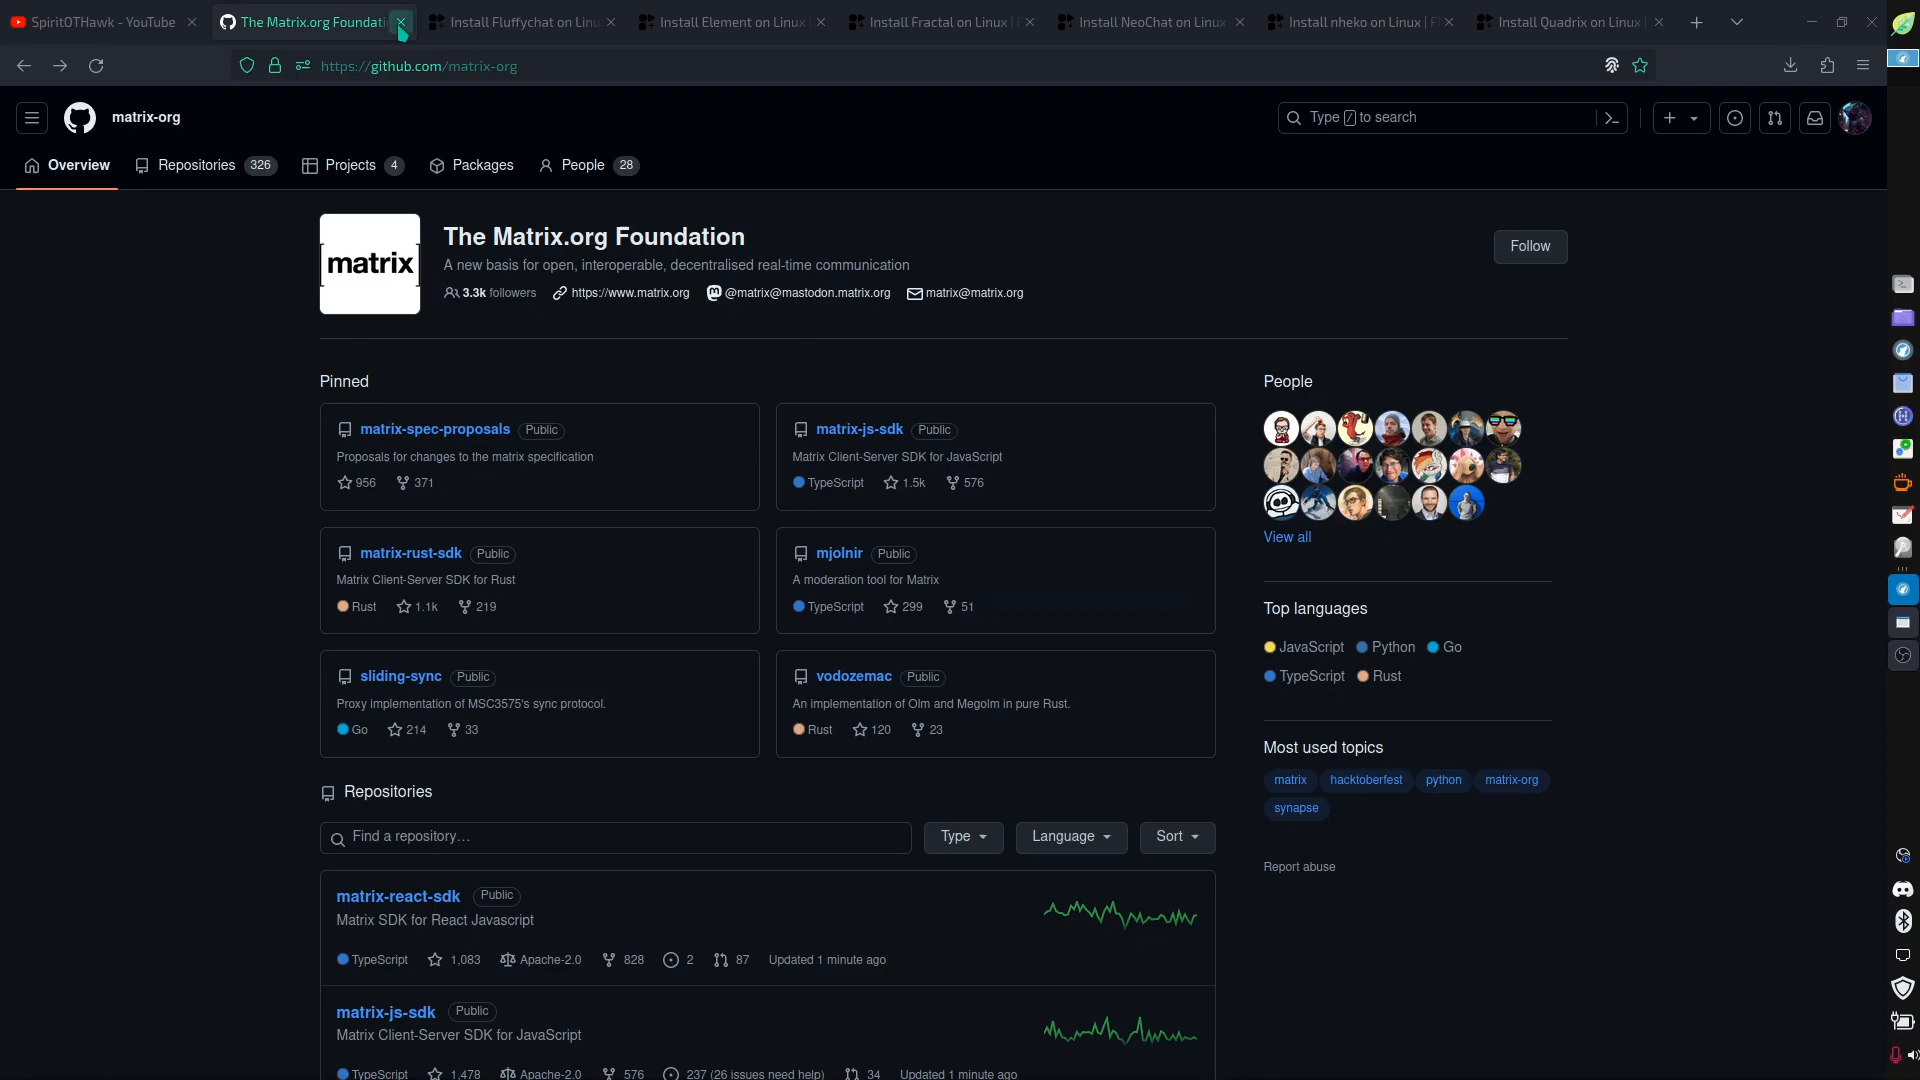 SpiritOTHawk - YouTube
The Matrix.org Foundati
Install Fluffychat on Linu
Install Element on Linux
Install Fractal on Linux | F
Install NeoChat on Linux
Install nheko on Linux | F
Install Quadrix on Linux
https://github.com/matrix-org
matrix-org
Type / to search
Overview
Repositories 326
Projects 4
Packages
People 28
matrix
The Matrix.org Foundation
A new basis for open, interoperable, decentralised real-time communication
3.3k followers
https://www.matrix.org
@matrix@mastodon.matrix.org
matrix@matrix.org
Follow
Pinned
matrix-spec-proposals Public
Proposals for changes to the matrix specification
956 371
matrix-js-sdk Public
Matrix Client-Server SDK for JavaScript
TypeScript 1.5k 576
matrix-rust-sdk Public
Matrix Client-Server SDK for Rust
Rust 1.1k 219
mjolnir Public
A moderation tool for Matrix
TypeScript 299 51
sliding-sync Public
Proxy implementation of MSC3575's sync protocol.
Go 214 33
vodozemac Public
An implementation of Olm and Megolm in pure Rust.
Rust 120 23
Repositories
Find a repository…
Type
Language
Sort
matrix-react-sdk Public
Matrix SDK for React Javascript
TypeScript 1,083 Apache-2.0 828 2 87 Updated 1 minute ago
matrix-js-sdk Public
Matrix Client-Server SDK for JavaScript
TypeScript 1,478 Apache-2.0 576 237 (26 issues need help) 34 Updated 1 minute ago
People
View all
Top languages
JavaScript Python Go
TypeScript Rust
Most used topics
matrix hacktoberfest python matrix-org
synapse
Report abuse